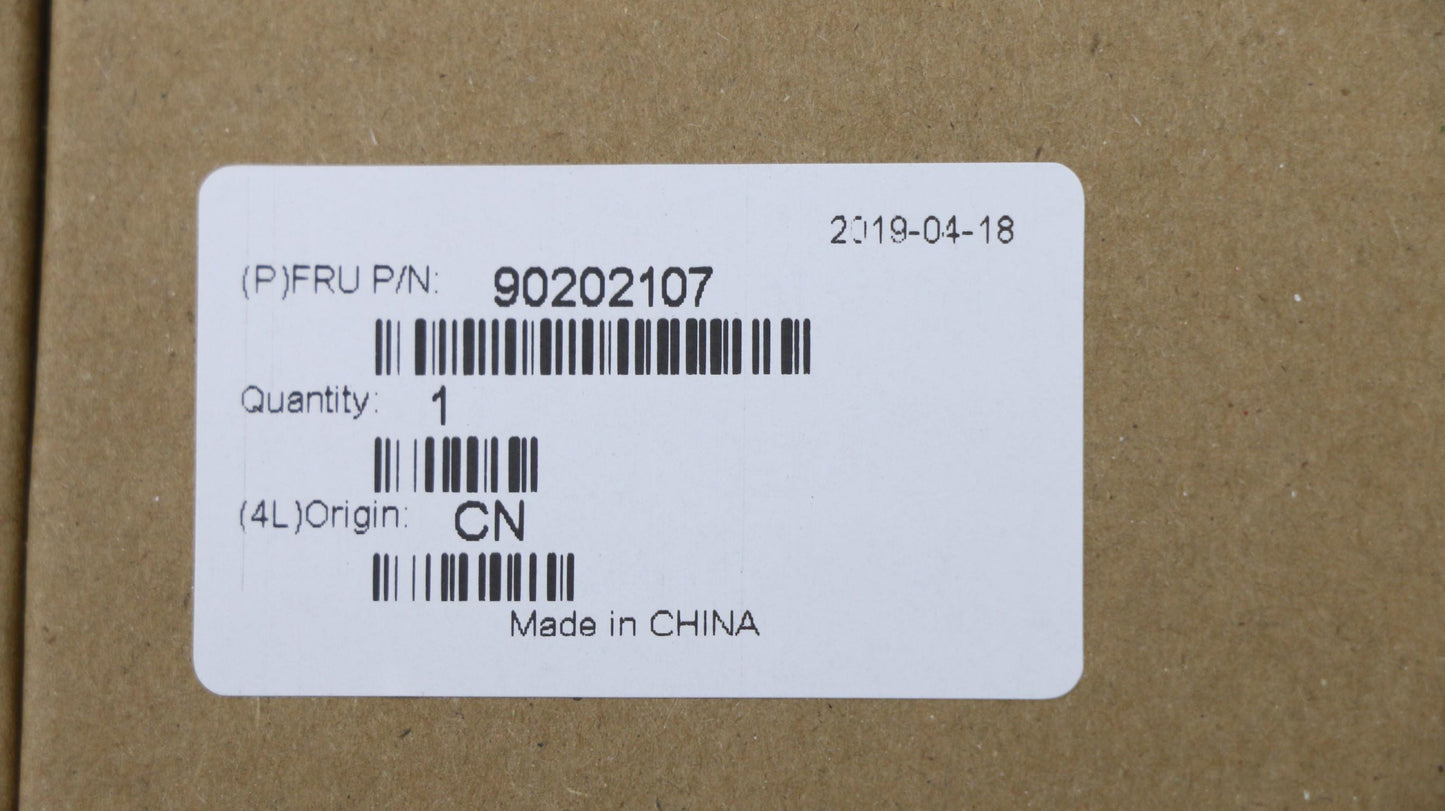 2019-04-18
(P)FRU P/N: 90202107
Quantity: 1
(4L)Origin: CN
Made in CHINA